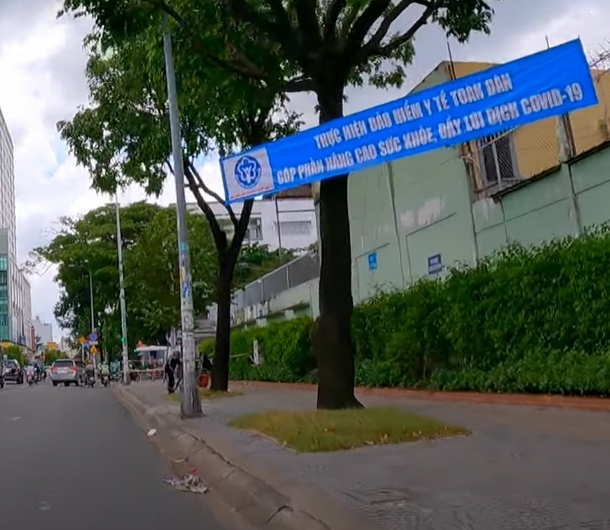 THỰC HIỆN BẢO HIỂM Y TẾ TOÀN DÂN
GÓP PHẦN NÂNG CAO SỨC KHỎE, ĐẨY LÙI DỊCH COVID-19